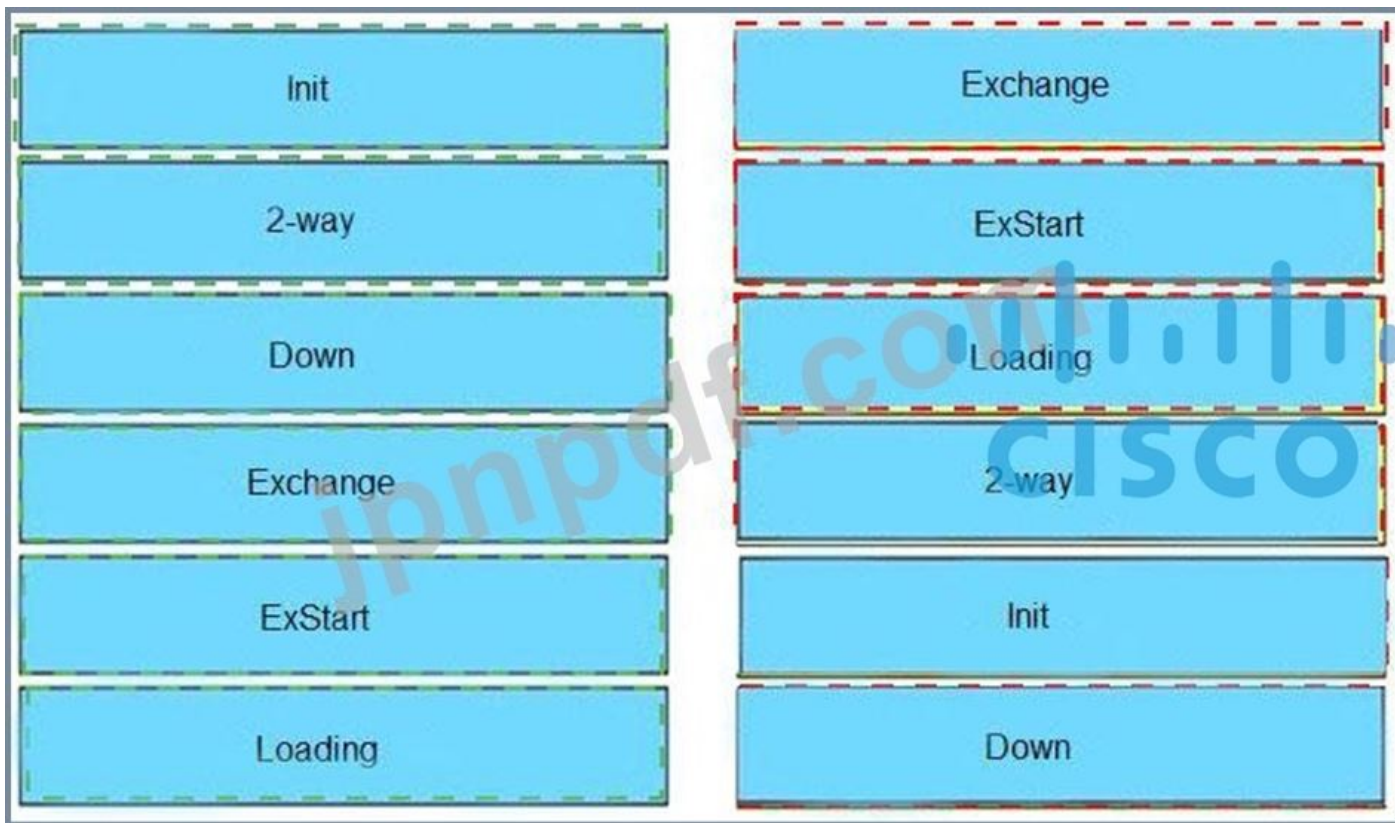 Init
2-way
Down
Exchange
ExStart
Loading
Exchange
ExStart
Loading
2-way
Init
Down
jpnpdf.com
CISCO